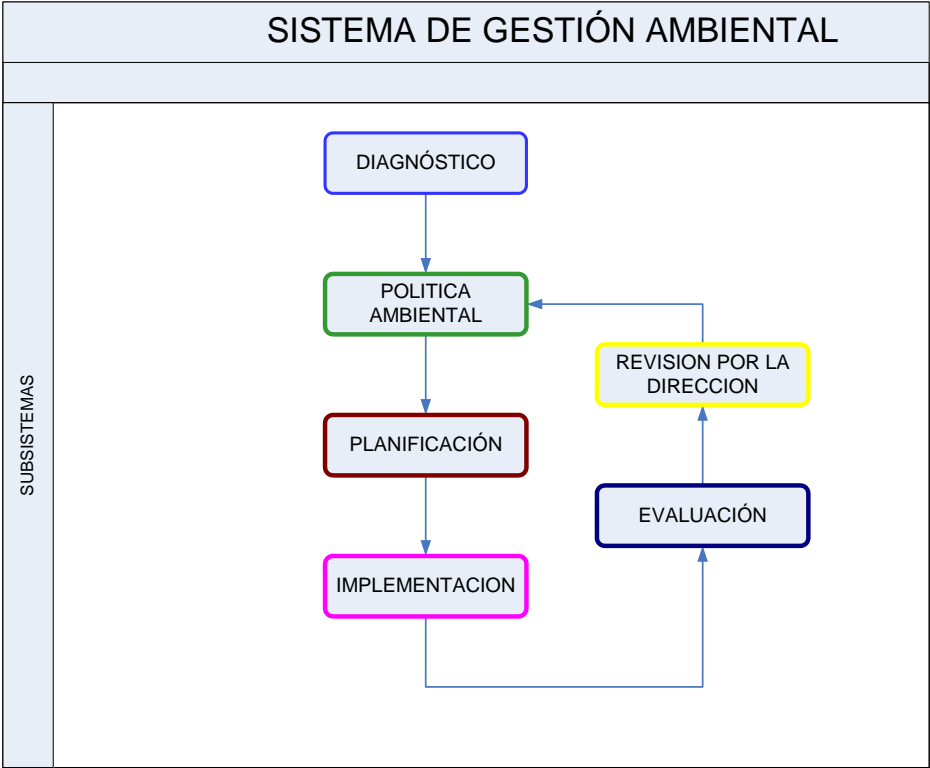 SISTEMA DE GESTIÓN AMBIENTAL
SUBSISTEMAS
DIAGNÓSTICO
POLITICA
AMBIENTAL
PLANIFICACIÓN
IMPLEMENTACION
REVISION POR LA
DIRECCION
EVALUACIÓN